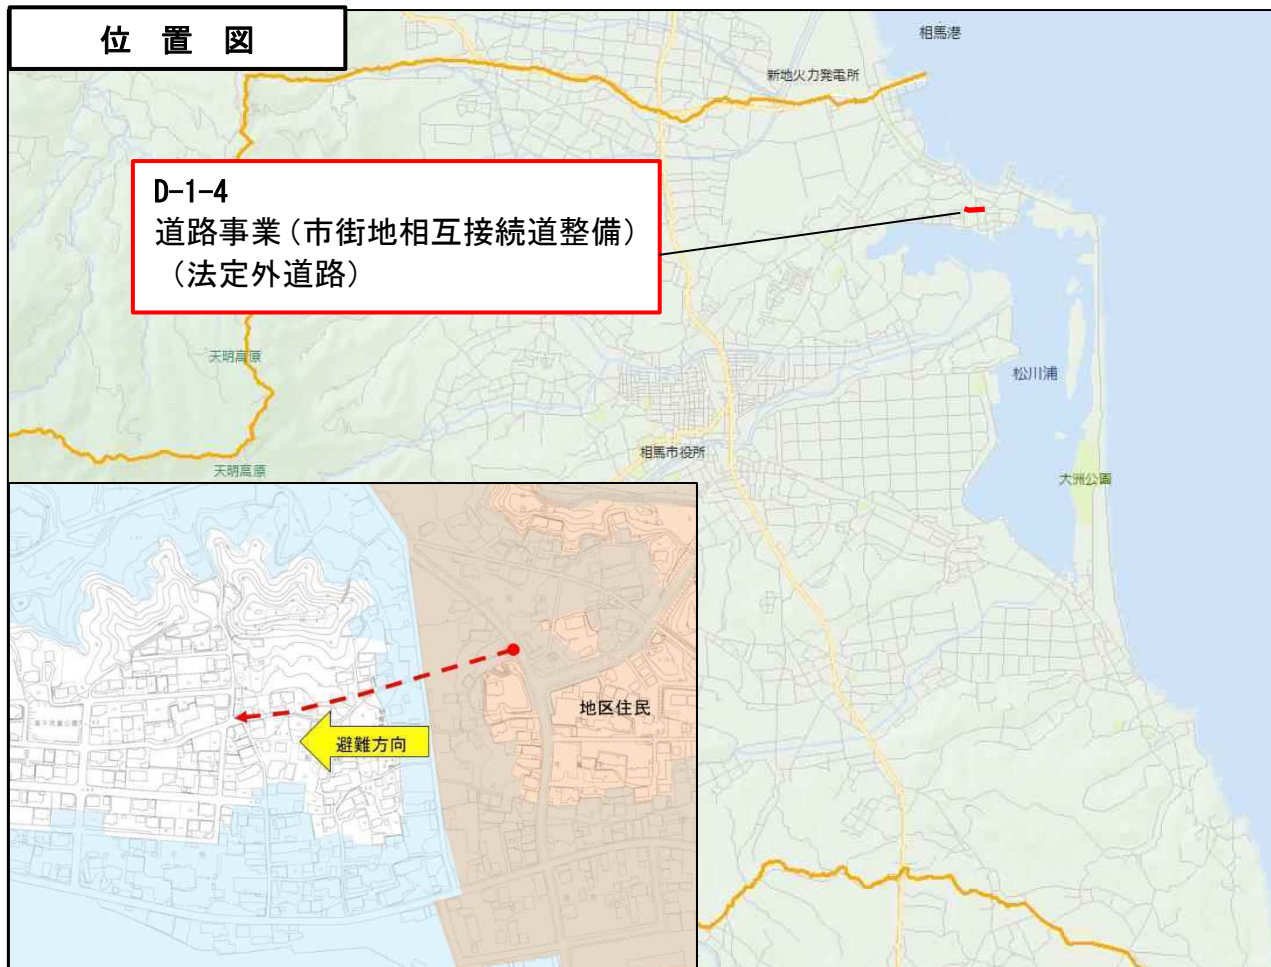 位 置 図
相馬港
新地火力発電所
D-1-4
道路事業（市街地相互接続道整備）
（法定外道路）
天明高原
松川浦
相馬市役所
天明高原
大洲公園
地区住民
避難方向